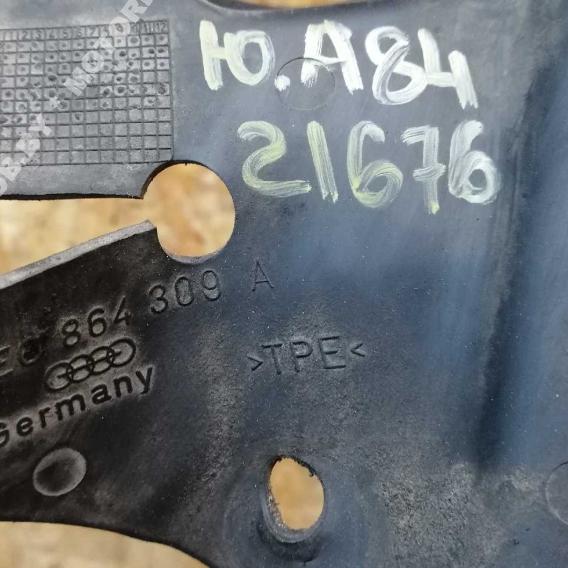 Ю.А84
21676
864 309 A
>TPE<
Germany